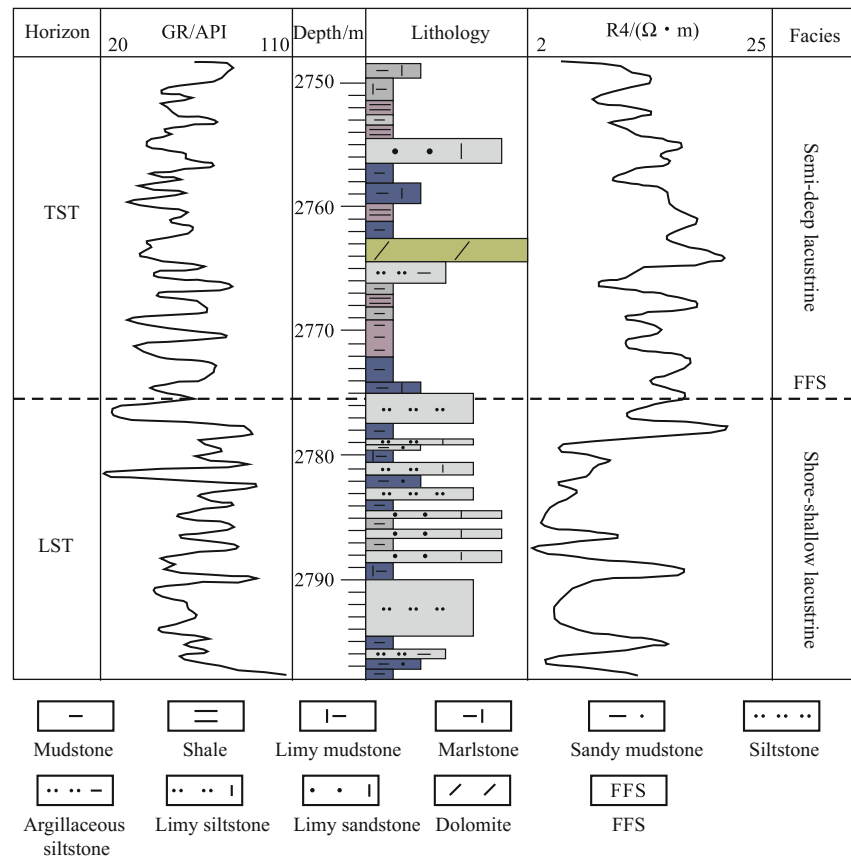 Horizon GR/API Depth/m Lithology R4/(Ω · m) Facies
20 110 2 25
2750
2760
2770
2780
2790
TST
LST
Semi-deep lacustrine
FFS
Shore-shallow lacustrine
Mudstone Shale Limy mudstone Marlstone Sandy mudstone Siltstone
FFS
Argillaceous Limy siltstone Limy sandstone Dolomite FFS
siltstone